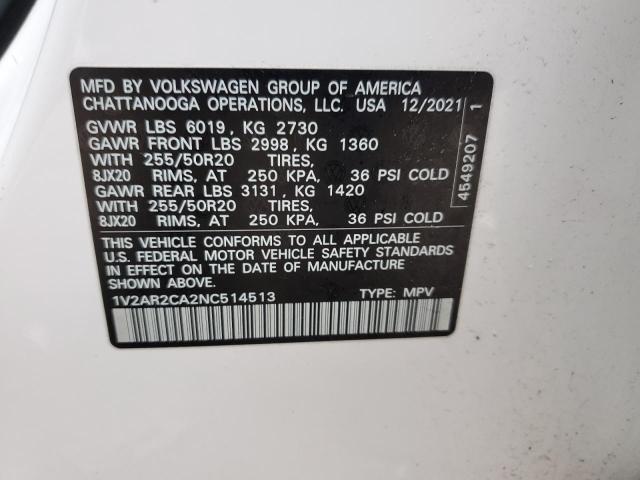 MFD BY VOLKSWAGEN GROUP OF AMERICA
CHATTANOOGA OPERATIONS, LLC. USA 12/2021
GVWR LBS 6019, KG 2730
GAWR FRONT LBS 2998, KG 1360
WITH 255/50R20 TIRES,
8JX20 RIMS, AT 250 KPA, 36 PSI COLD
GAWR REAR LBS 3131, KG 1420
WITH 255/50R20 TIRES,
8JX20 RIMS, AT 250 KPA, 36 PSI COLD
THIS VEHICLE CONFORMS TO ALL APPLICABLE
U.S. FEDERAL MOTOR VEHICLE SAFETY STANDARDS
IN EFFECT ON THE DATE OF MANUFACTURE
SHOWN ABOVE.
1V2AR2CA2NC514513 TYPE: MPV
4549207 1